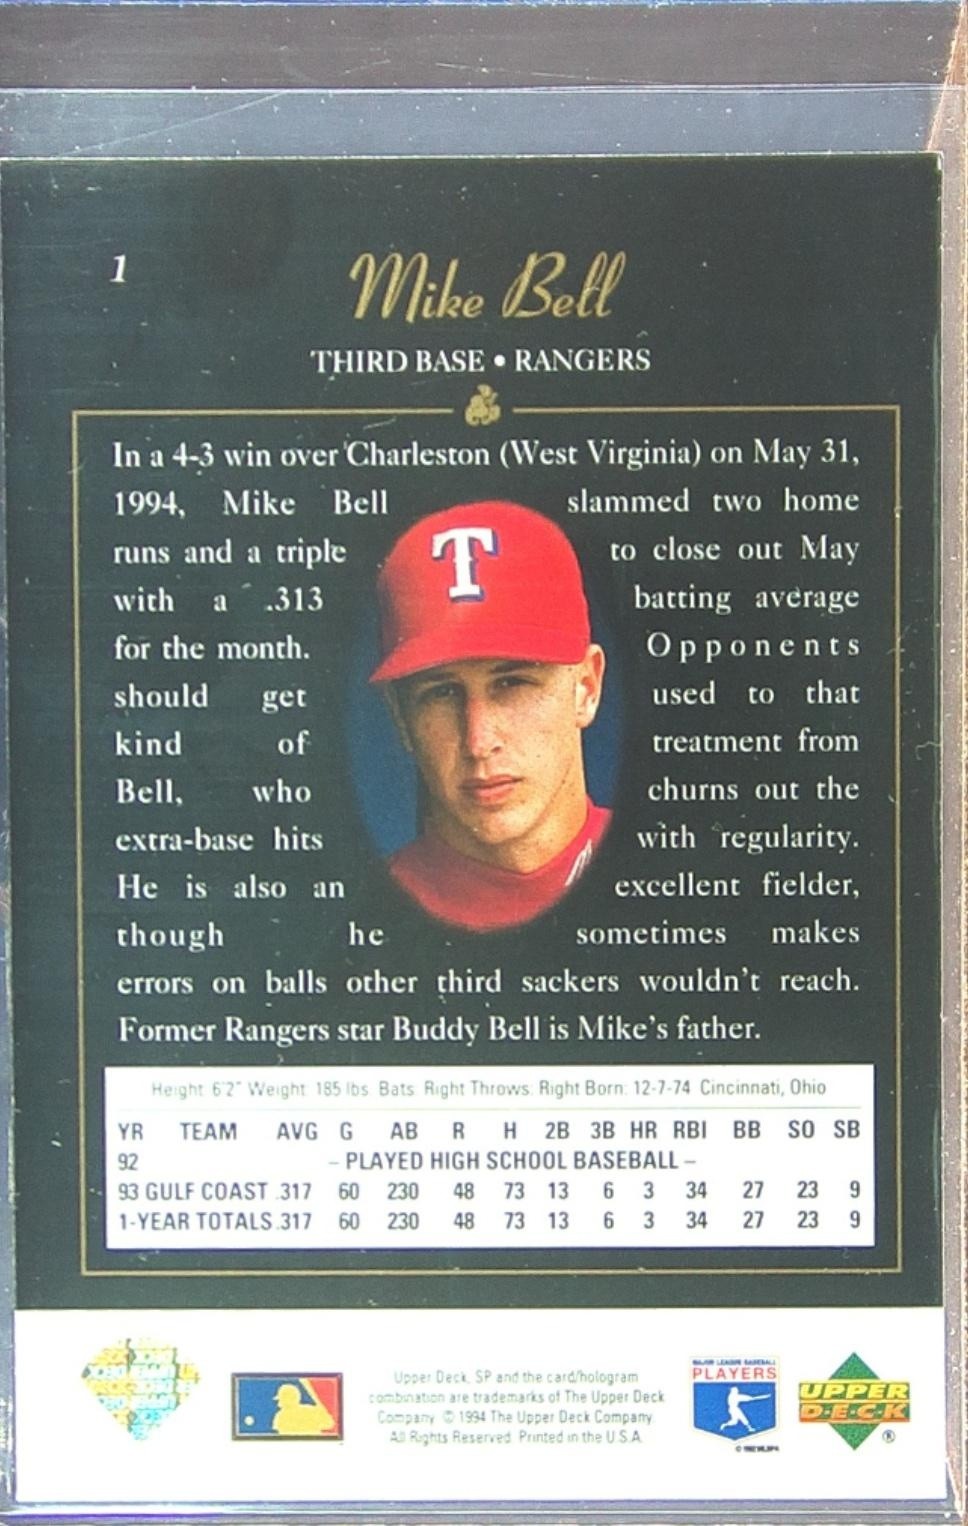 1
Mike Bell
THIRD BASE • RANGERS
In a 4-3 win over Charleston (West Virginia) on May 31,
1994, Mike Bell slammed two home
runs and a triple to close out May
with a .313 batting average
for the month. Opponents
should get used to that
kind of treatment from
Bell, who churns out the
extra-base hits with regularity.
He is also an excellent fielder,
though he sometimes makes
errors on balls other third sackers wouldn't reach.
Former Rangers star Buddy Bell is Mike's father.
Height: 6'2" Weight: 185 lbs Bats: Right Throws: Right Born: 12-7-74 Cincinnati, Ohio
YR TEAM AVG G AB R H 2B 3B HR RBI BB SO SB
92 – PLAYED HIGH SCHOOL BASEBALL –
93 GULF COAST .317 60 230 48 73 13 6 3 34 27 23 9
1-YEAR TOTALS .317 60 230 48 73 13 6 3 34 27 23 9
Upper Deck, SP and the card/hologram
combination are trademarks of The Upper Deck
Company. © 1994 The Upper Deck Company.
All Rights Reserved. Printed in the U.S.A.
MAJOR LEAGUE BASEBALL
PLAYERS
UPPER
D·E·C·K
®
T